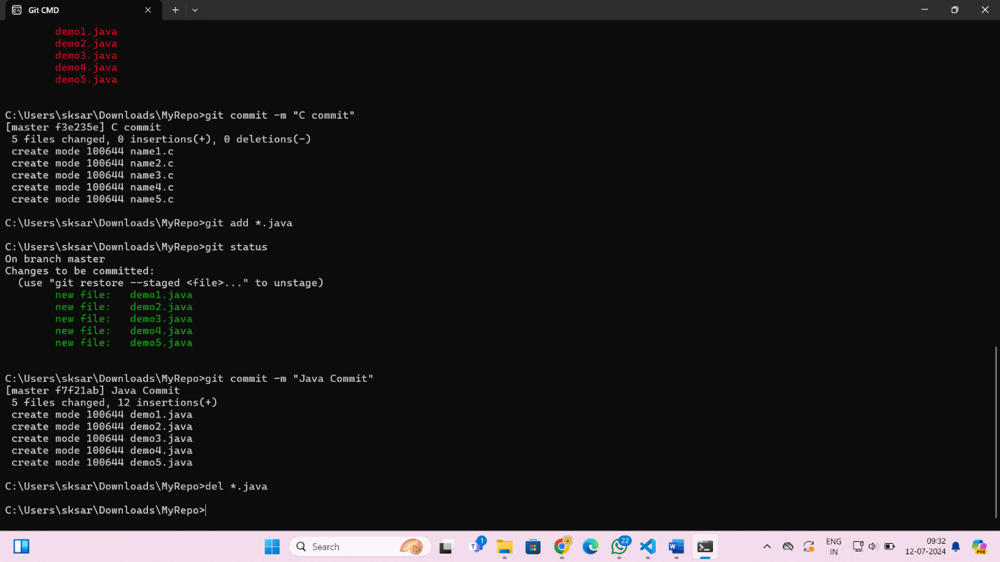 Git CMD
demo1.java
demo2.java
demo3.java
demo4.java
demo5.java
C:\Users\sksar\Downloads\MyRepo>git commit -m "C commit"
[master f3e235e] C commit
 5 files changed, 0 insertions(+), 0 deletions(-)
 create mode 100644 name1.c
 create mode 100644 name2.c
 create mode 100644 name3.c
 create mode 100644 name4.c
 create mode 100644 name5.c
C:\Users\sksar\Downloads\MyRepo>git add *.java
C:\Users\sksar\Downloads\MyRepo>git status
On branch master
Changes to be committed:
  (use "git restore --staged <file>..." to unstage)
        new file:   demo1.java
        new file:   demo2.java
        new file:   demo3.java
        new file:   demo4.java
        new file:   demo5.java
C:\Users\sksar\Downloads\MyRepo>git commit -m "Java Commit"
[master f7f21ab] Java Commit
 5 files changed, 12 insertions(+)
 create mode 100644 demo1.java
 create mode 100644 demo2.java
 create mode 100644 demo3.java
 create mode 100644 demo4.java
 create mode 100644 demo5.java
C:\Users\sksar\Downloads\MyRepo>del *.java
C:\Users\sksar\Downloads\MyRepo>
Search
1
22
ENG
IN
09:32
12-07-2024
PRE